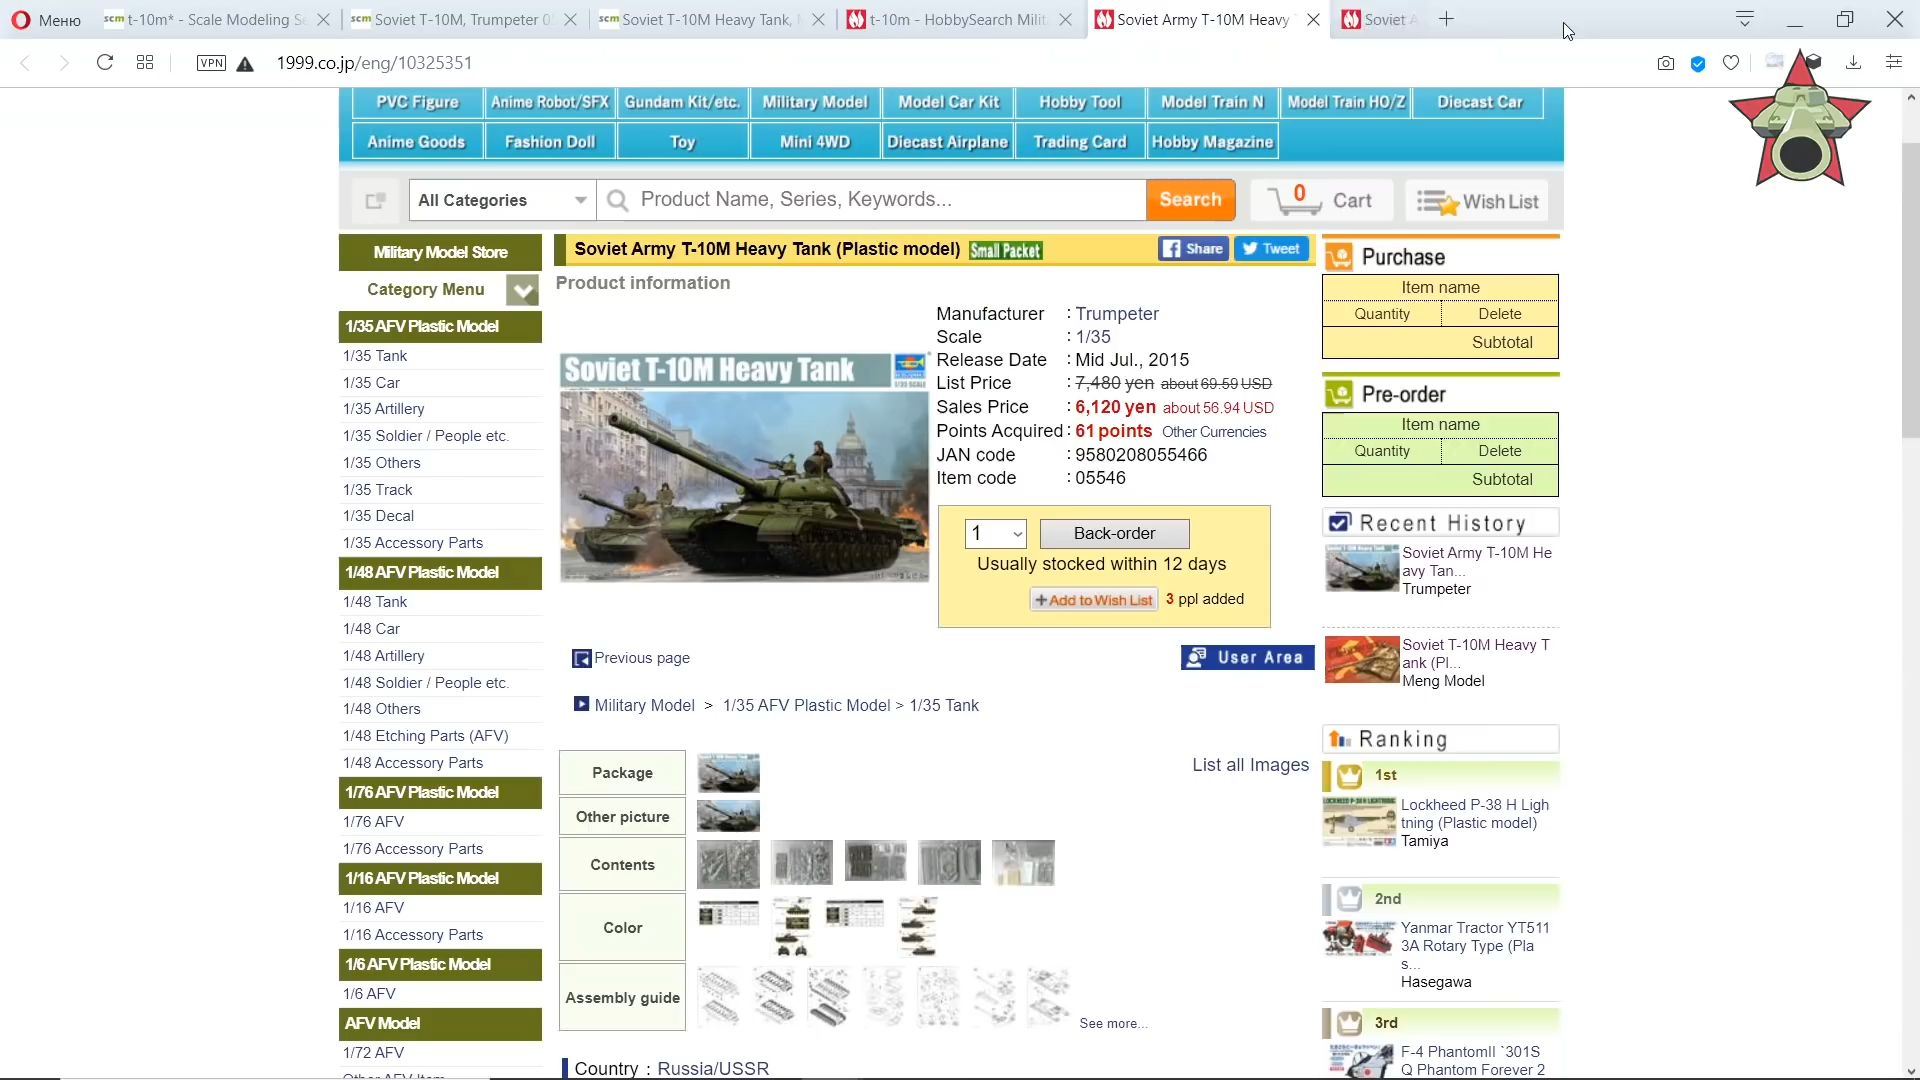 Меню
t-10m* - Scale Modeling Se
Soviet T-10M, Trumpeter 0
Soviet T-10M Heavy Tank,
t-10m - HobbySearch Milit
Soviet Army T-10M Heavy
Soviet A
VPN
1999.co.jp/eng/10325351
PVC Figure
Anime Robot/SFX
Gundam Kit/etc.
Military Model
Model Car Kit
Hobby Tool
Model Train N
Model Train HO/Z
Diecast Car
Anime Goods
Fashion Doll
Toy
Mini 4WD
Diecast Airplane
Trading Card
Hobby Magazine
All Categories
Product Name, Series, Keywords...
Search
0
Cart
Wish List
Military Model Store
Category Menu
1/35 AFV Plastic Model
1/35 Tank
1/35 Car
1/35 Artillery
1/35 Soldier / People etc.
1/35 Others
1/35 Track
1/35 Decal
1/35 Accessory Parts
1/48 AFV Plastic Model
1/48 Tank
1/48 Car
1/48 Artillery
1/48 Soldier / People etc.
1/48 Others
1/48 Etching Parts (AFV)
1/48 Accessory Parts
1/76 AFV Plastic Model
1/76 AFV
1/76 Accessory Parts
1/16 AFV Plastic Model
1/16 AFV
1/16 Accessory Parts
1/6 AFV Plastic Model
1/6 AFV
AFV Model
1/72 AFV
Other AFV Item
Soviet Army T-10M Heavy Tank (Plastic model) Small Packet
Share
Tweet
Product information
Soviet T-10M Heavy Tank
1/35 SCALE
Manufacturer : Trumpeter
Scale : 1/35
Release Date : Mid Jul., 2015
List Price : 7,480 yen about 69.59 USD
Sales Price : 6,120 yen about 56.94 USD
Points Acquired : 61 points Other Currencies
JAN code : 9580208055466
Item code : 05546
1
Back-order
Usually stocked within 12 days
+Add to Wish List 3 ppl added
Previous page
User Area
Military Model > 1/35 AFV Plastic Model > 1/35 Tank
Package
List all Images
Other picture
Contents
Color
Assembly guide
See more...
Country : Russia/USSR
Purchase
Item name
Quantity
Delete
Subtotal
Pre-order
Item name
Quantity
Delete
Subtotal
Recent History
Soviet Army T-10M He
avy Tan...
Trumpeter
Soviet T-10M Heavy T
ank (Pl...
Meng Model
Ranking
1st
Lockheed P-38 H Ligh
tning (Plastic model)
Tamiya
2nd
Yanmar Tractor YT511
3A Rotary Type (Pla
s...
Hasegawa
3rd
F-4 PhantomII `301S
Q Phantom Forever 2